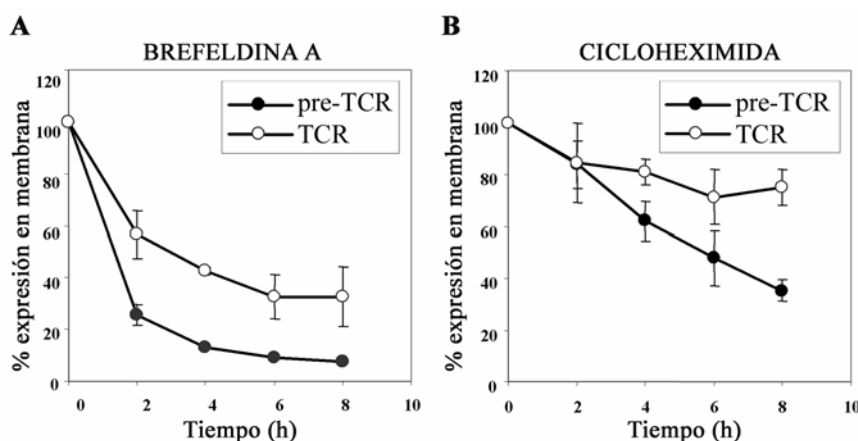 A
BREFELDINA A
120
100
80
60
40
20
0
% expresión en membrana
pre-TCR
TCR
0 2 4 6 8 10
Tiempo (h)
B
CICLOHEXIMIDA
120
100
80
60
40
20
0
% expresión en membrana
pre-TCR
TCR
0 2 4 6 8 10
Tiempo (h)